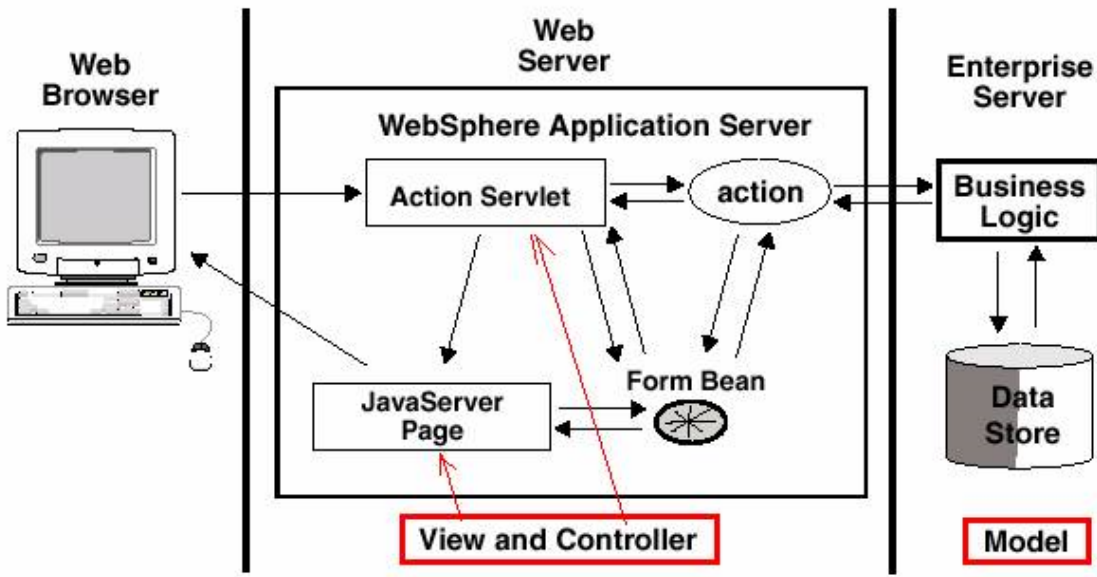 Web
Browser
Web
Server
Enterprise
Server
WebSphere Application Server
Action Servlet
action
Business
Logic
JavaServer
Page
Form Bean
Data
Store
View and Controller
Model